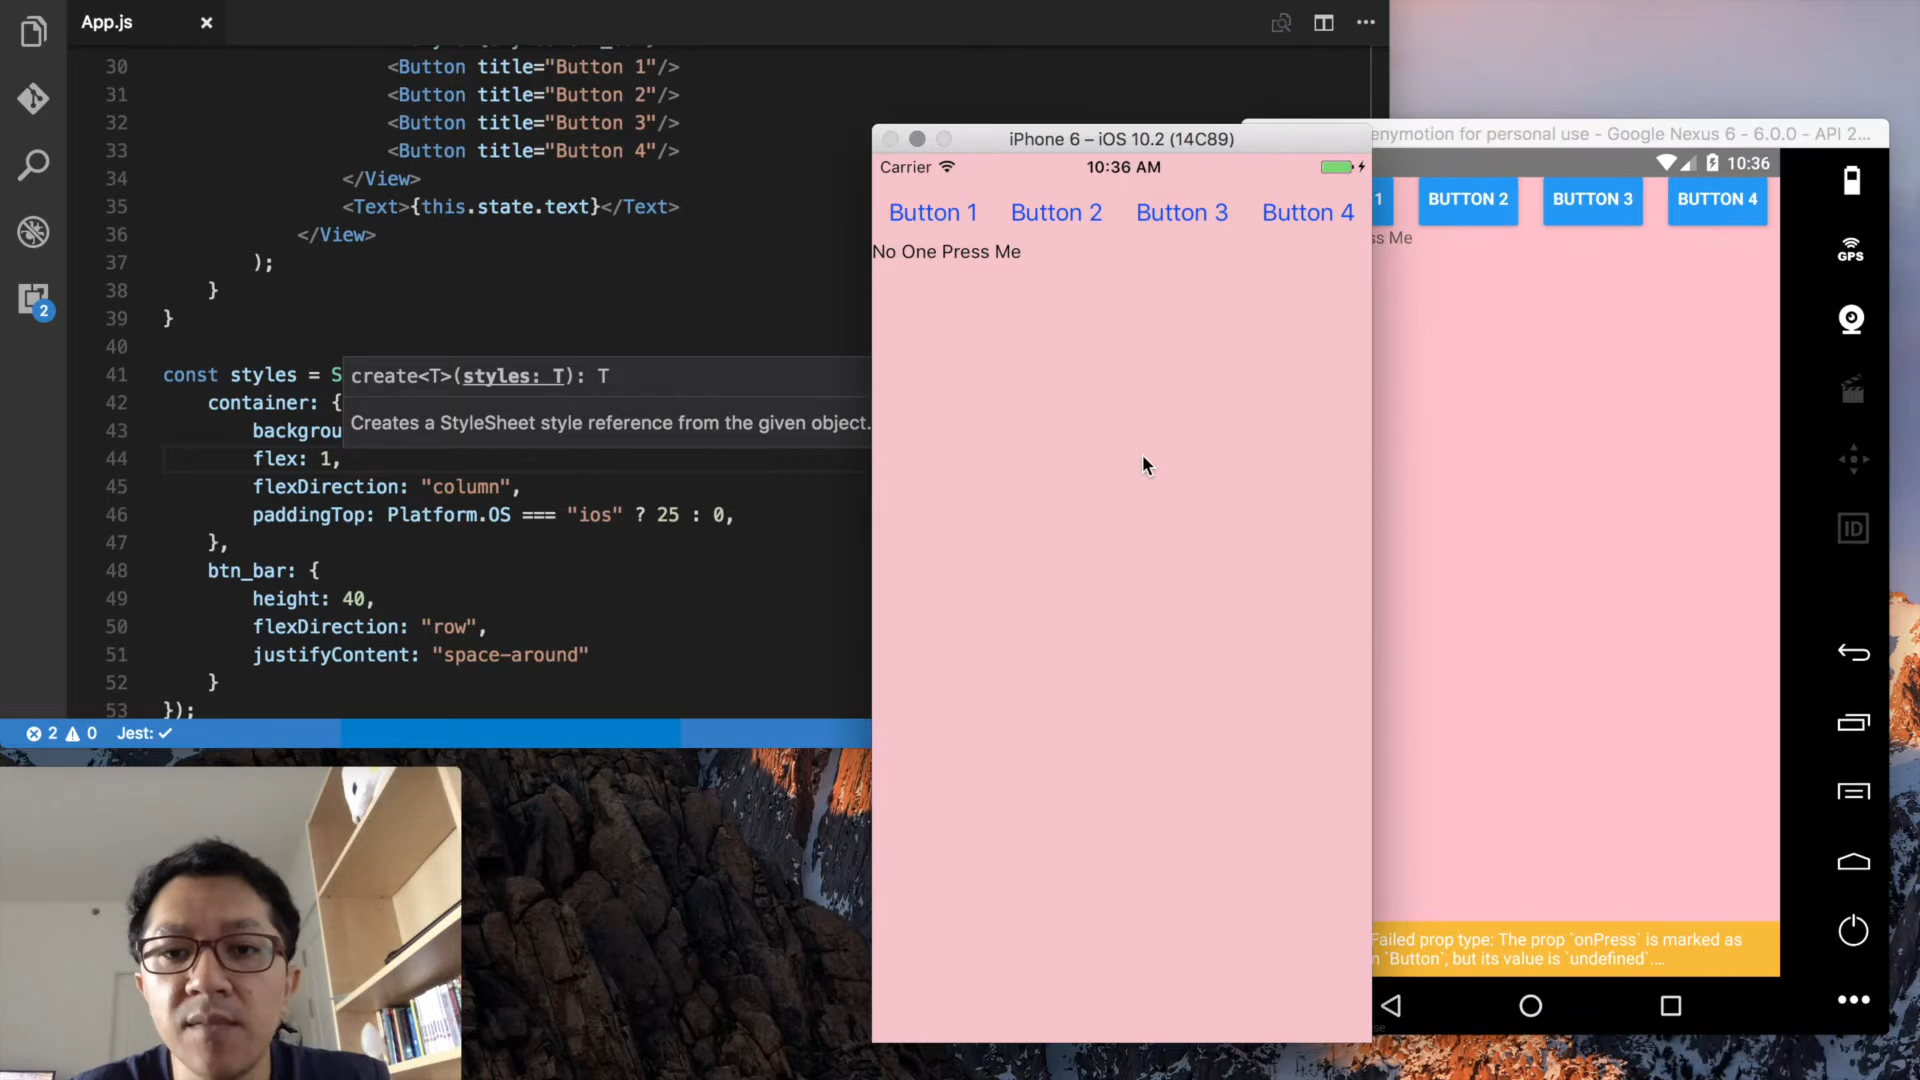 App.js
30 <Button title="Button 1"/>
31 <Button title="Button 2"/>
32 <Button title="Button 3"/>
33 <Button title="Button 4"/>
34 </View>
35 <Text>{this.state.text}</Text>
36 </View>
37 );
38 }
39 }
40
41 const styles = S
create<T>(styles: T): T
42 container: {
Creates a StyleSheet style reference from the given object.
43 backgrou
44 flex: 1,
45 flexDirection: "column",
46 paddingTop: Platform.OS === "ios" ? 25 : 0,
47 },
48 btn_bar: {
49 height: 40,
50 flexDirection: "row",
51 justifyContent: "space-around"
52 }
53 });
2
2 0 Jest: ✓
iPhone 6 – iOS 10.2 (14C89)
Carrier 10:36 AM
Button 1 Button 2 Button 3 Button 4
No One Press Me
enymotion for personal use - Google Nexus 6 - 6.0.0 - API 2...
10:36
1 BUTTON 2 BUTTON 3 BUTTON 4
ss Me
GPS
ID
Failed prop type: The prop `onPress` is marked as
n `Button`, but its value is `undefined`....